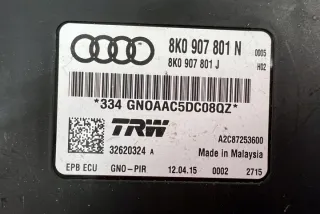 8K0 907 801 N 0005
8K0 907 801 J H02
*334 GN0AAC5DC08QZ*
TRW A2C87253600
32620324 A Made in Malaysia
EPB ECU GNO-PIR 12.04.15 0002 2715